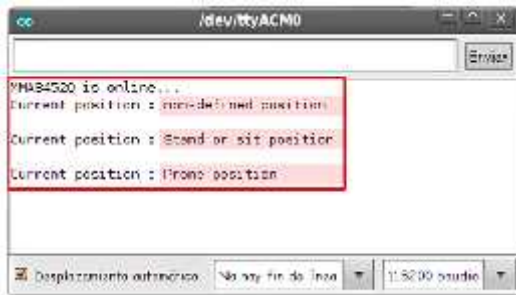 /dev/ttyACM0
Enviar
MMA8452Q is online...
Current position : non-defined position
Current position : Stand or sit position
Current position : Prone position
Desplazamiento automático
No hay fin de línea
115200 baudio